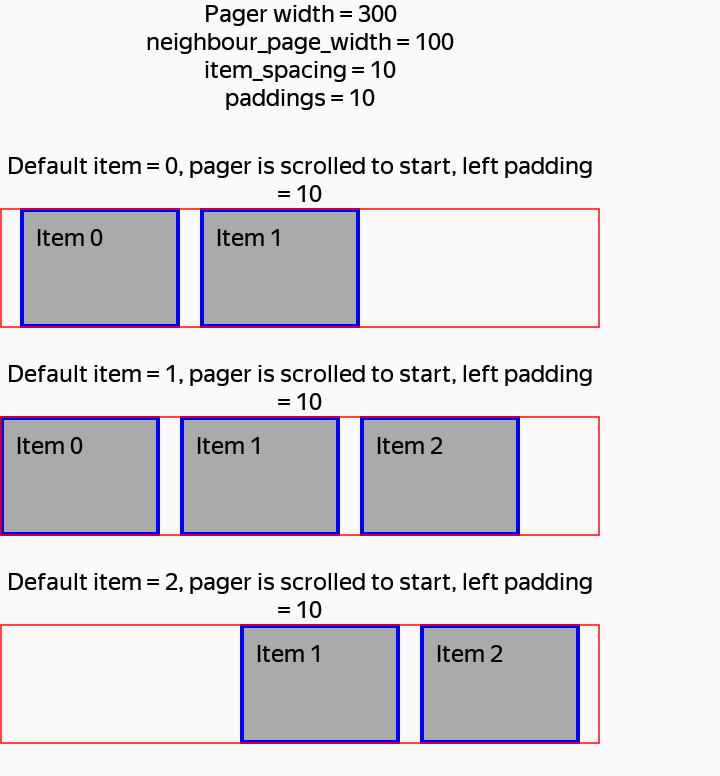 Pager width = 300
neighbour_page_width = 100
item_spacing = 10
paddings = 10
Default item = 0, pager is scrolled to start, left padding
= 10
Item 0
Item 1
Default item = 1, pager is scrolled to start, left padding
= 10
Item 0
Item 1
Item 2
Default item = 2, pager is scrolled to start, left padding
= 10
Item 1
Item 2